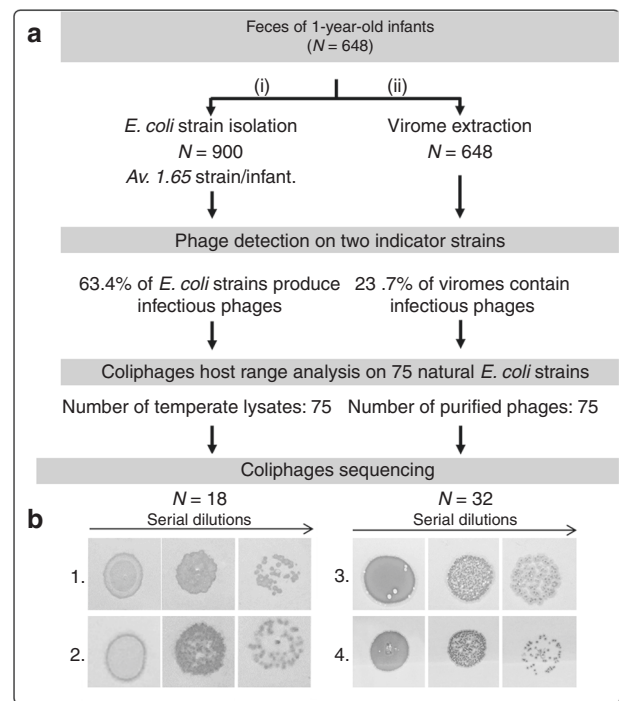 a
Feces of 1-year-old infants
(N = 648)
(i) (ii)
E. coli strain isolation Virome extraction
N = 900 N = 648
Av. 1.65 strain/infant.
Phage detection on two indicator strains
63.4% of E. coli strains produce 23 .7% of viromes contain
infectious phages infectious phages
Coliphages host range analysis on 75 natural E. coli strains
Number of temperate lysates: 75 Number of purified phages: 75
Coliphages sequencing
N = 18 N = 32
b
Serial dilutions Serial dilutions
1. 3.
2. 4.